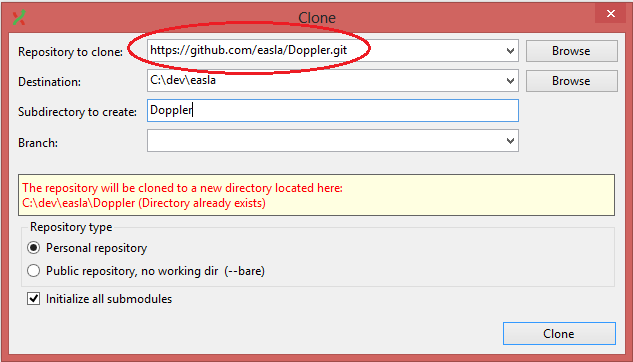 Clone
Repository to clone: https://github.com/easla/Doppler.git Browse
Destination: C:\dev\easla Browse
Subdirectory to create: Doppler
Branch:
The repository will be cloned to a new directory located here:
C:\dev\easla\Doppler (Directory already exists)
Repository type
Personal repository
Public repository, no working dir (--bare)
Initialize all submodules
Clone